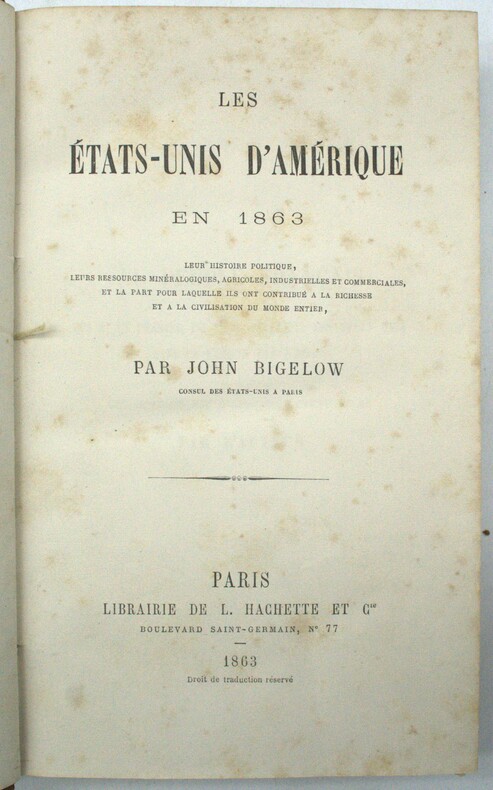 LES
ÉTATS-UNIS D'AMÉRIQUE
EN 1863
LEUR HISTOIRE POLITIQUE,
LEURS RESSOURCES MINÉRALOGIQUES, AGRICOLES, INDUSTRIELLES ET COMMERCIALES,
ET LA PART POUR LAQUELLE ILS ONT CONTRIBUÉ A LA RICHESSE
ET A LA CIVILISATION DU MONDE ENTIER,
PAR JOHN BIGELOW
CONSUL DES ÉTATS-UNIS A PARIS
PARIS
LIBRAIRIE DE L. HACHETTE ET Cie
BOULEVARD SAINT-GERMAIN, N° 77
1863
Droit de traduction réservé